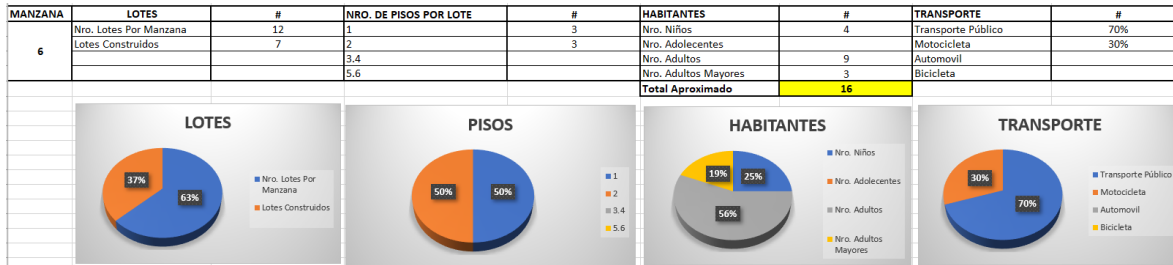 MANZANA LOTES # NRO. DE PISOS POR LOTE # HABITANTES # TRANSPORTE #
6 Nro. Lotes Por Manzana 12 1 3 Nro. Niños 4 Transporte Público 70%
Lotes Construidos 7 2 3 Nro. Adolecentes Motocicleta 30%
3.4 Nro. Adultos 9 Automovil
5.6 Nro. Adultos Mayores 3 Bicicleta
Total Aproximado 16
LOTES
37%
63%
Nro. Lotes Por
Manzana
Lotes Construidos
PISOS
50% 50%
1
2
3.4
5.6
HABITANTES
19% 25%
56%
Nro. Niños
Nro. Adolecentes
Nro. Adultos
Nro. Adultos
Mayores
TRANSPORTE
30%
70%
Transporte Público
Motocicleta
Automovil
Bicicleta